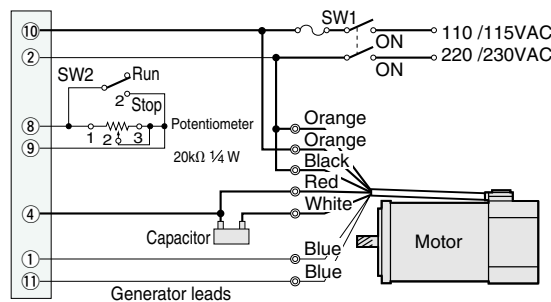 SW1
⑩
110 /115VAC
ON
②
220 /230VAC
ON
SW2
Run
2
Stop
Orange
⑧
1
2
3
Potentiometer
Orange
⑨
20kΩ ¼ W
Black
Red
④
White
Capacitor
Motor
①
Blue
⑪
Blue
Generator leads